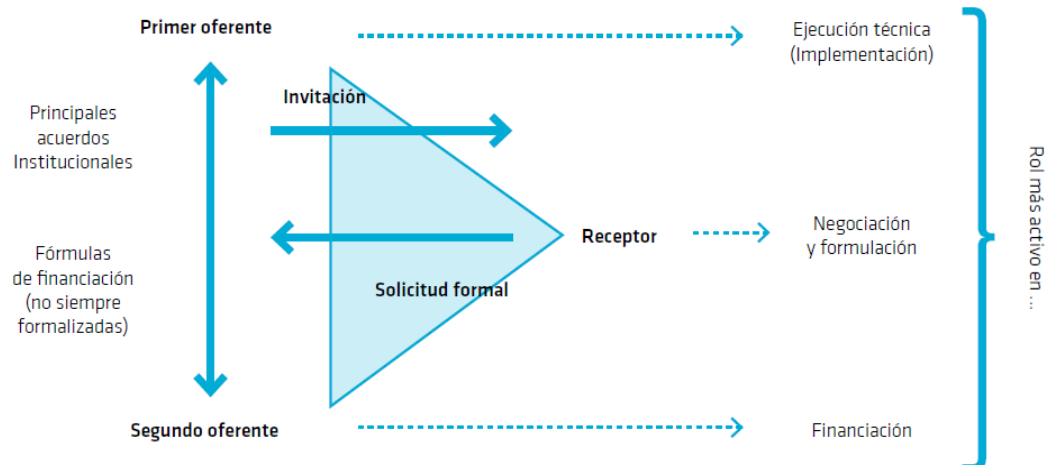 Primer oferente
Ejecución técnica
(Implementación)
Invitación
Principales
acuerdos
Institucionales
Rol más activo en ...
Receptor
Negociación
y formulación
Fórmulas
de financiación
(no siempre
formalizadas)
Solicitud formal
Segundo oferente
Financiación